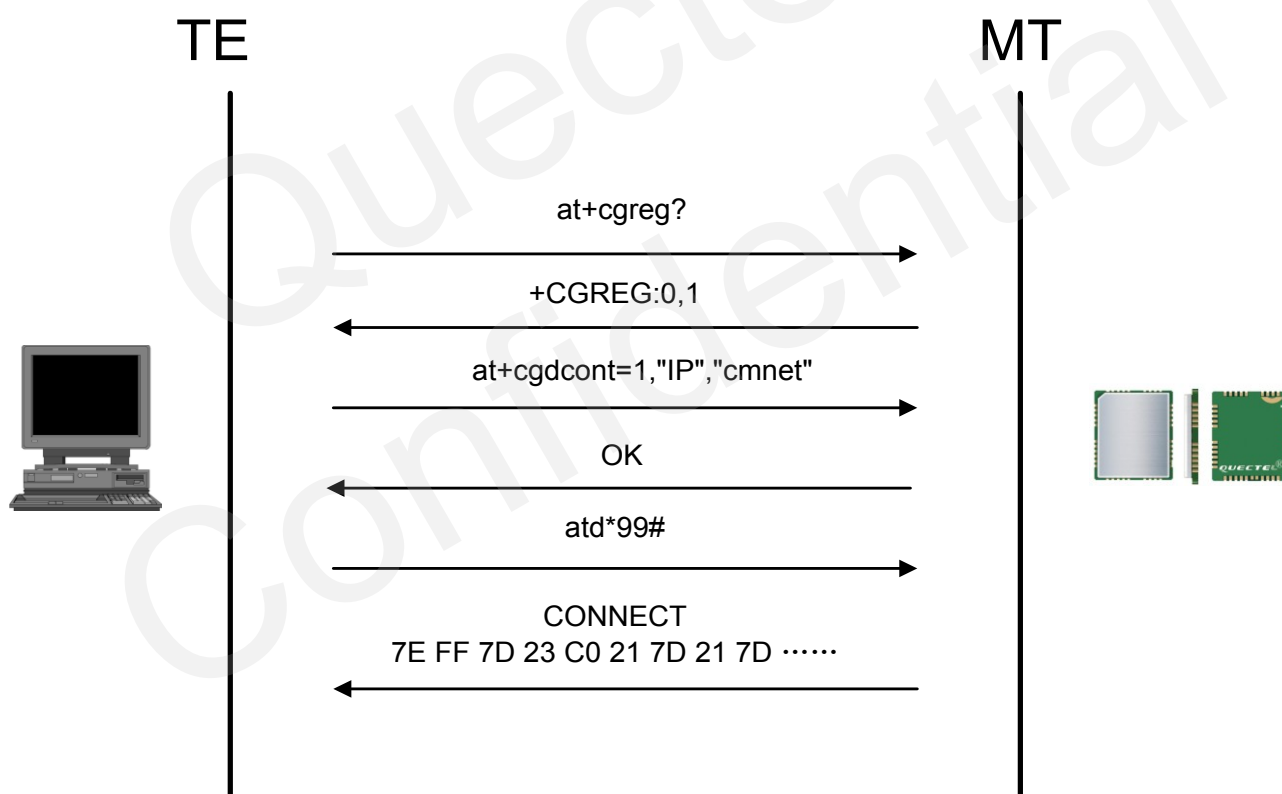 TE
MT
at+cgreg?
+CGREG:0,1
at+cgdcont=1,"IP","cmnet"
OK
atd*99#
CONNECT
7E FF 7D 23 C0 21 7D 21 7D ······
QUECTEL
Quectel
Confidential